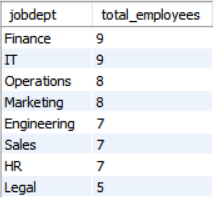 jobdept total_employees
Finance 9
IT 9
Operations 8
Marketing 8
Engineering 7
Sales 7
HR 7
Legal 5